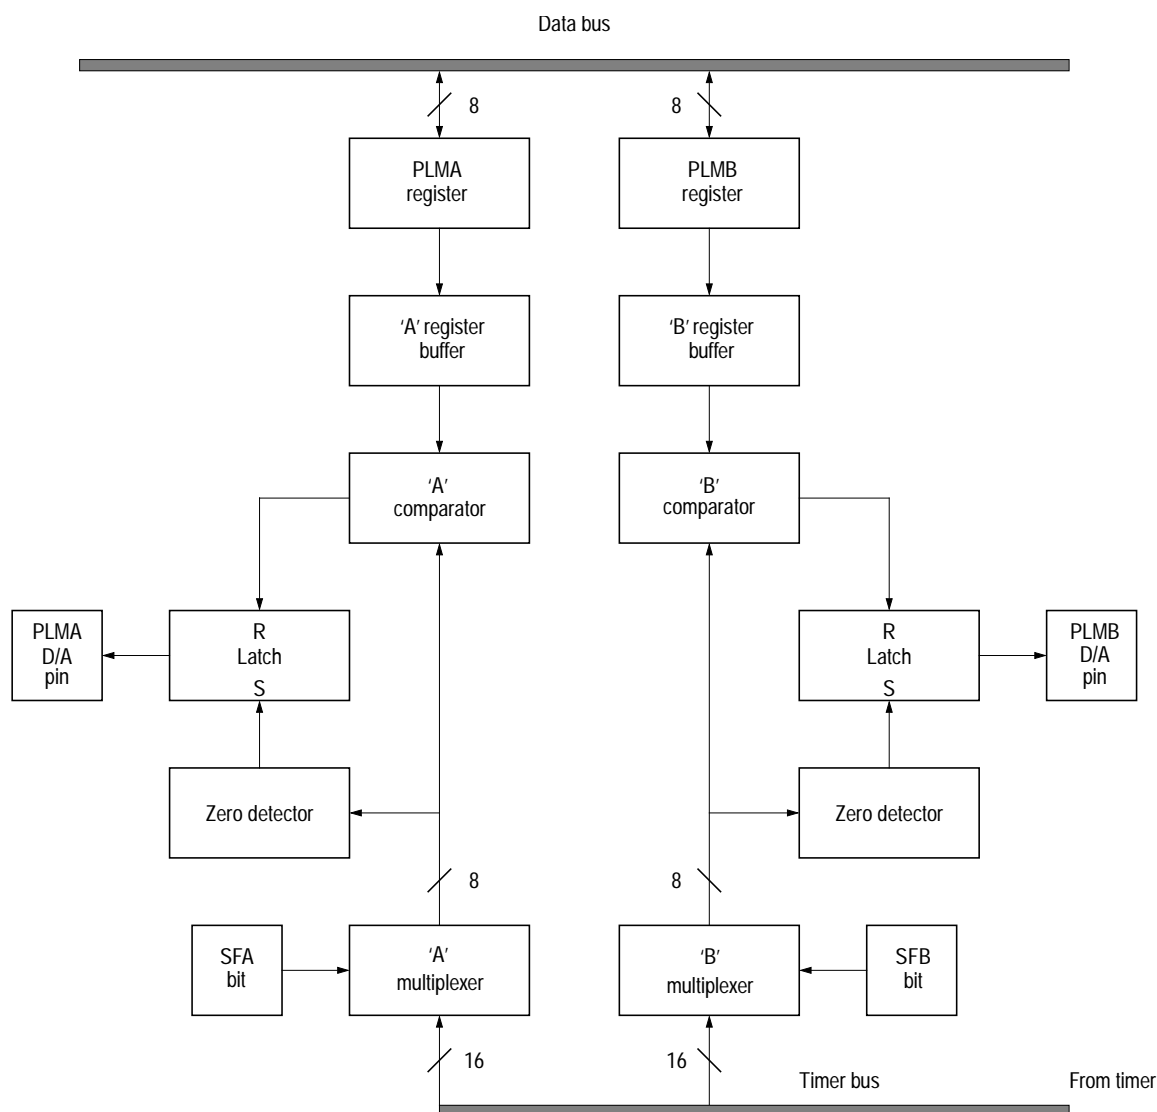 Data bus
8
8
PLMA
register
PLMB
register
‘A’ register
buffer
‘B’ register
buffer
‘A’
comparator
‘B’
comparator
PLMA
D/A
pin
R
Latch
S
R
Latch
S
PLMB
D/A
pin
Zero detector
Zero detector
8
8
SFA
bit
‘A’
multiplexer
‘B’
multiplexer
SFB
bit
16
16
Timer bus
From timer